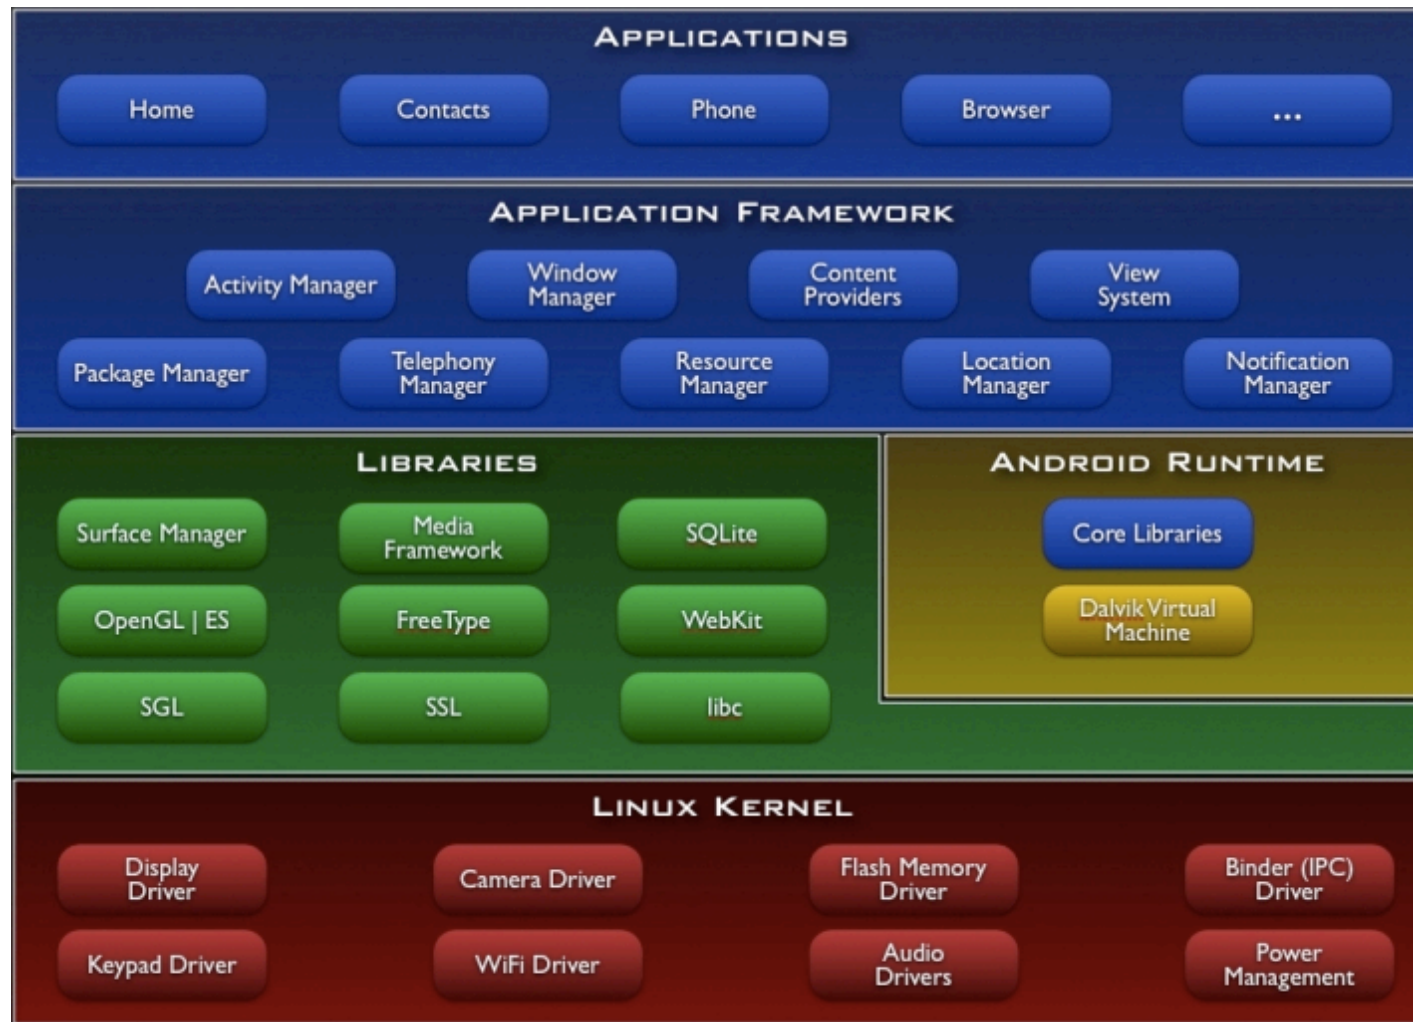 APPLICATIONS
Home
Contacts
Phone
Browser
...
APPLICATION FRAMEWORK
Activity Manager
Window
Manager
Content
Providers
View
System
Package Manager
Telephony
Manager
Resource
Manager
Location
Manager
Notification
Manager
LIBRARIES
Surface Manager
Media
Framework
SQLite
OpenGL | ES
FreeType
WebKit
SGL
SSL
libc
ANDROID RUNTIME
Core Libraries
Dalvik Virtual
Machine
LINUX KERNEL
Display
Driver
Camera Driver
Flash Memory
Driver
Binder (IPC)
Driver
Keypad Driver
WiFi Driver
Audio
Drivers
Power
Management